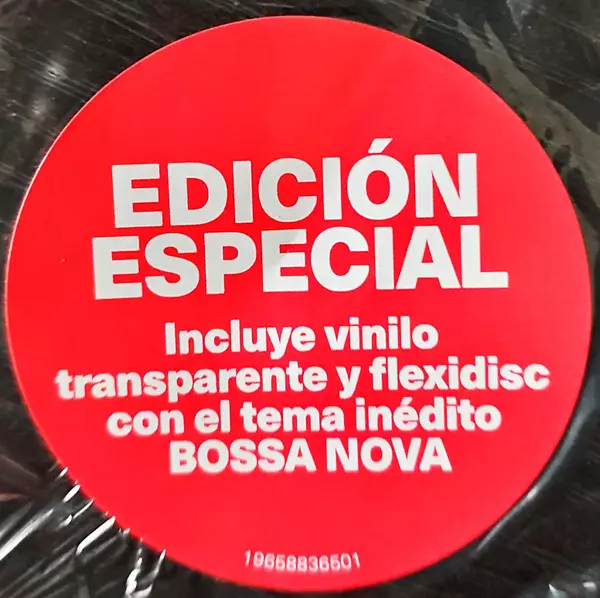 EDICIÓN
ESPECIAL
Incluye vinilo
transparente y flexidisc
con el tema inédito
BOSSA NOVA
19658836501